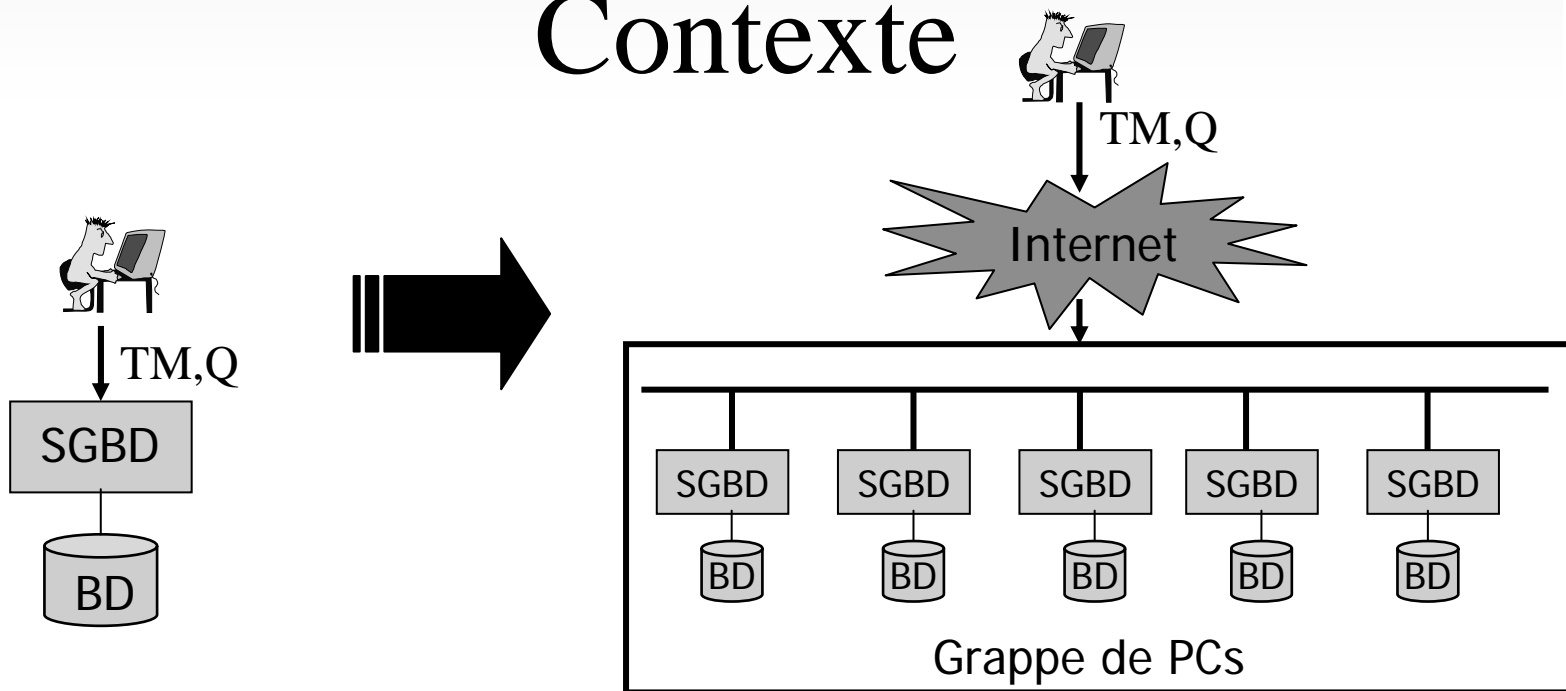 Contexte
TM,Q
SGBD
BD
TM,Q
Internet
SGBD SGBD SGBD SGBD SGBD
BD BD BD BD BD
Grappe de PCs